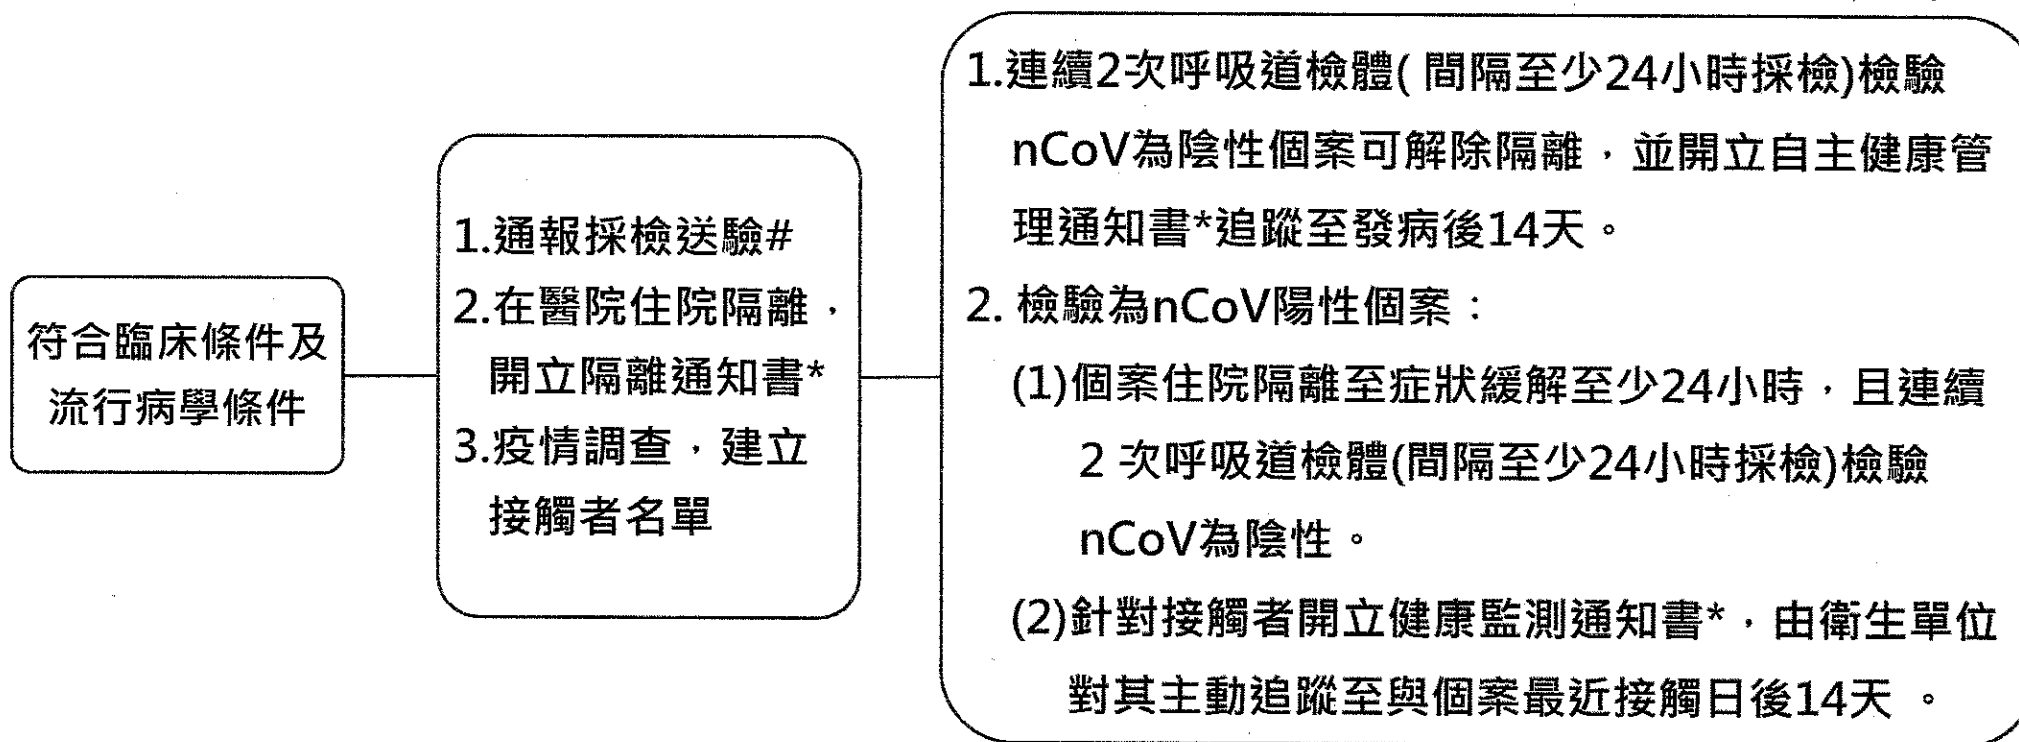 符合臨床條件及
流行病學條件
1.通報採檢送驗#
2.在醫院住院隔離，
開立隔離通知書*
3.疫情調查，建立
接觸者名單
1.連續2次呼吸道檢體( 間隔至少24小時採檢)檢驗
nCoV為陰性個案可解除隔離，並開立自主健康管
理通知書*追蹤至發病後14天。
2. 檢驗為nCoV陽性個案：
(1)個案住院隔離至症狀緩解至少24小時，且連續
2 次呼吸道檢體(間隔至少24小時採檢)檢驗
nCoV為陰性。
(2)針對接觸者開立健康監測通知書*，由衛生單位
對其主動追蹤至與個案最近接觸日後14天 。